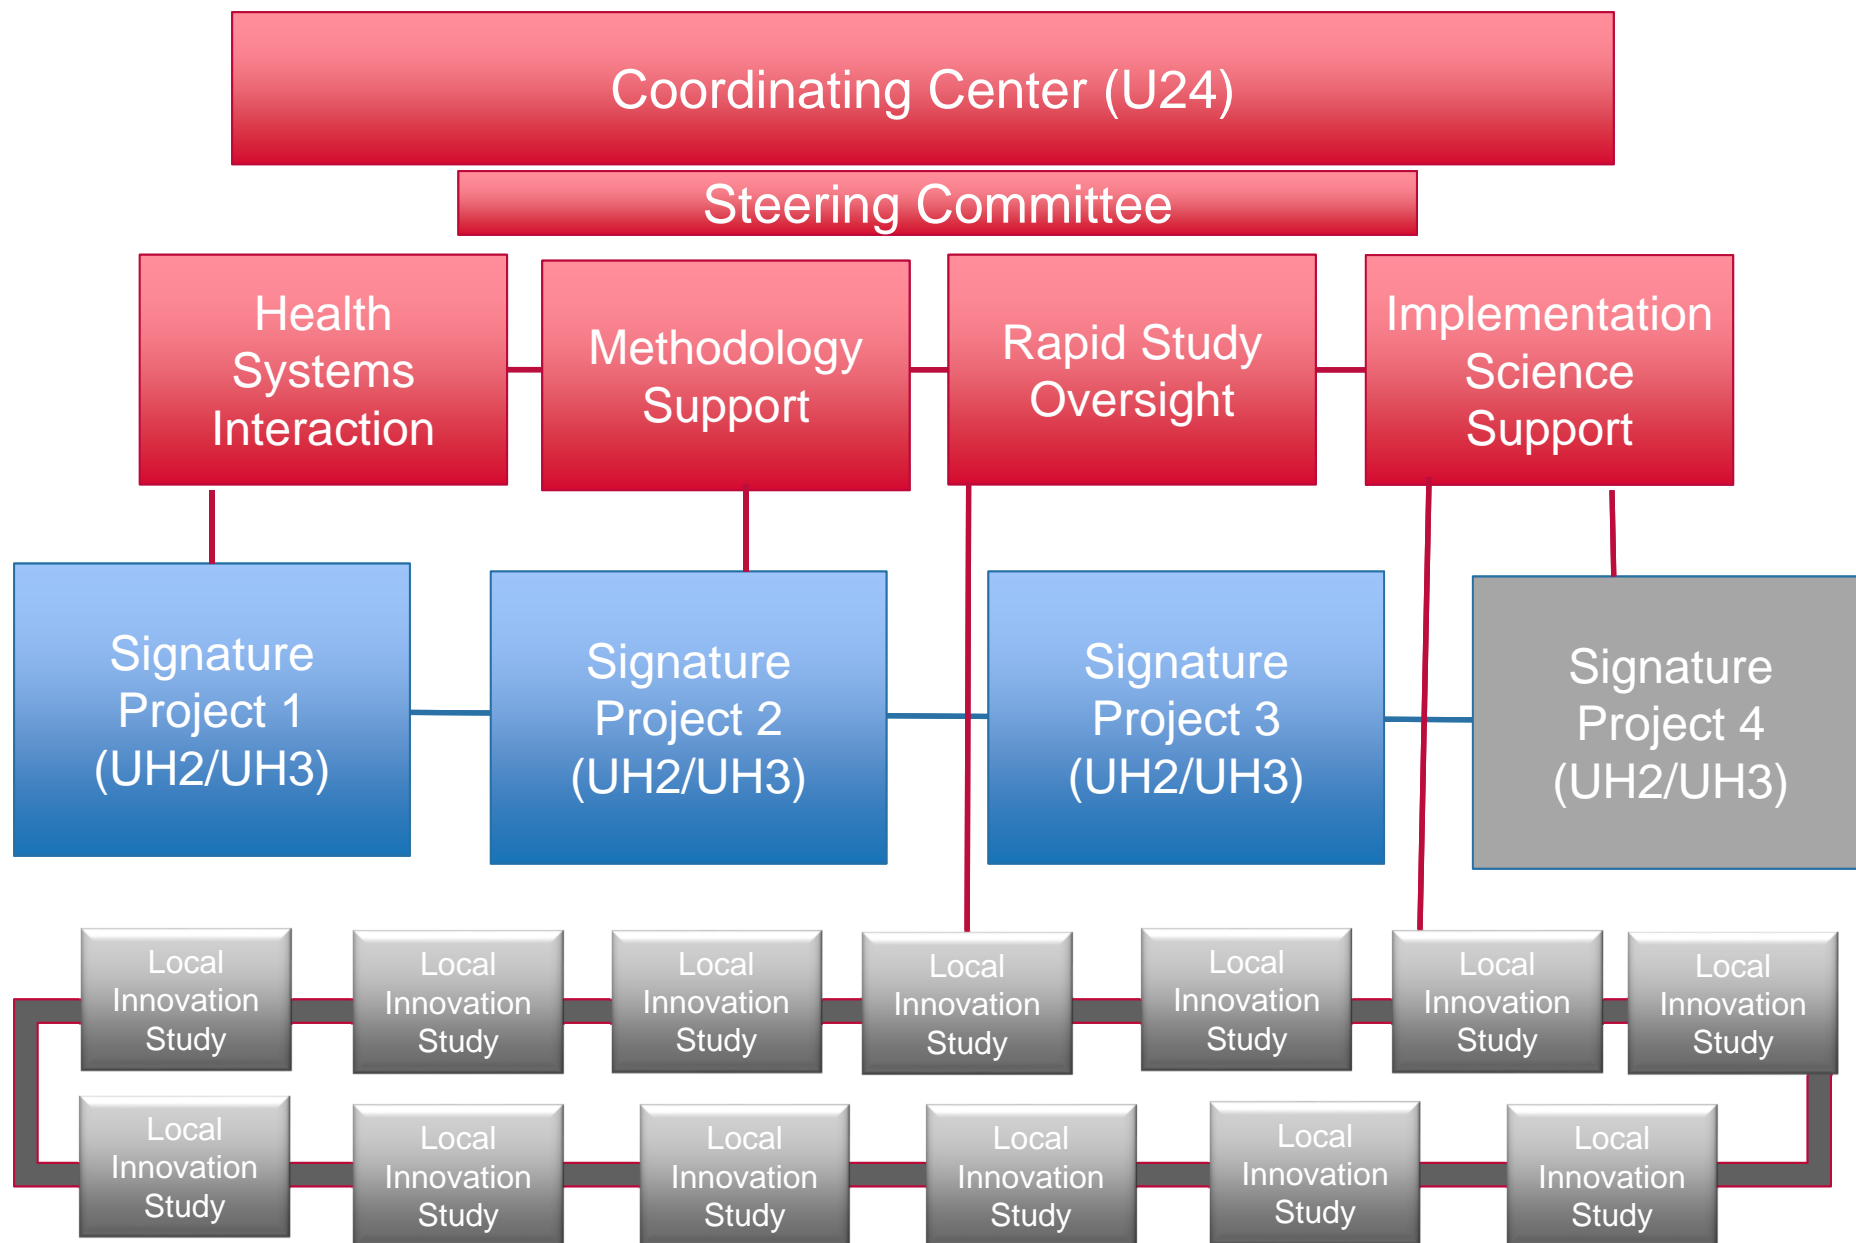 Coordinating Center (U24)
Steering Committee
Health
Systems
Interaction
Methodology
Support
Rapid Study
Oversight
Implementation
Science
Support
Signature
Project 1
(UH2/UH3)
Signature
Project 2
(UH2/UH3)
Signature
Project 3
(UH2/UH3)
Signature
Project 4
(UH2/UH3)
Local
Innovation
Study
Local
Innovation
Study
Local
Innovation
Study
Local
Innovation
Study
Local
Innovation
Study
Local
Innovation
Study
Local
Innovation
Study
Local
Innovation
Study
Local
Innovation
Study
Local
Innovation
Study
Local
Innovation
Study
Local
Innovation
Study
Local
Innovation
Study